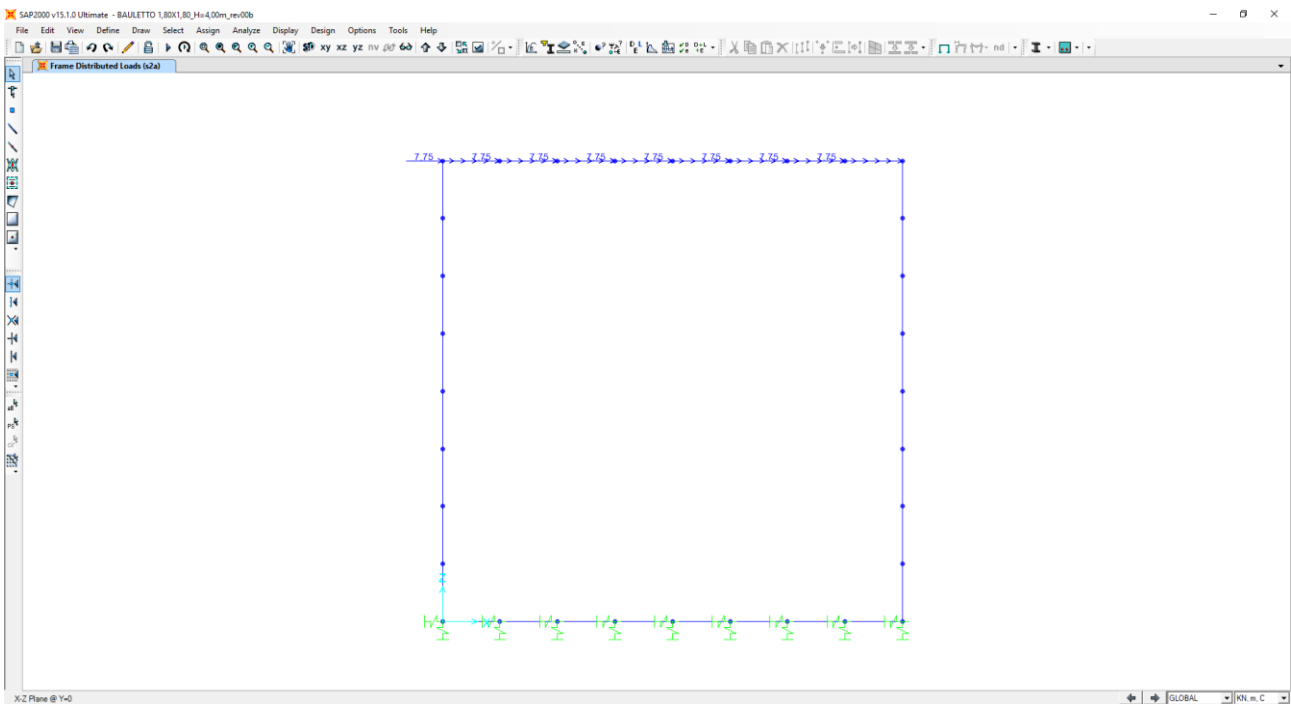 SAP2000 v15.1.0 Ultimate - BAULETTO 1,80X1,80_H=4,00m_rev00b
File Edit View Define Draw Select Assign Analyze Display Design Options Tools Help
xy xz yz nv nd
Frame Distributed Loads (s2a)
7.75 7.75 7.75 7.75 7.75 7.75 7.75 7.75
Z
X
X-Z Plane @ Y=0
GLOBAL
KN, m, C